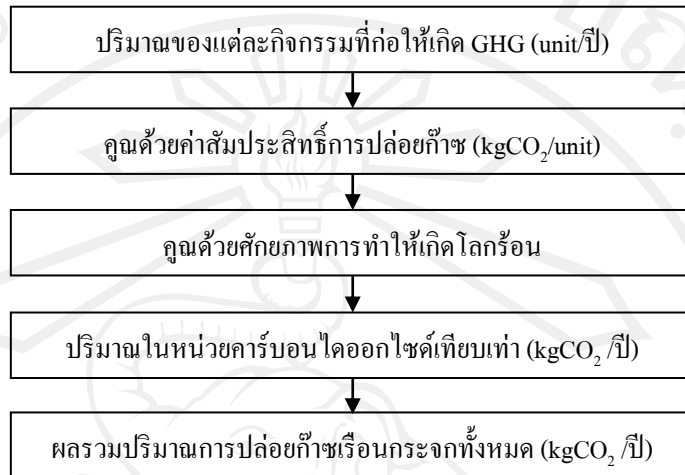 ปริมาณของแต่ละกิจกรรมที่ก่อให้เกิด GHG (unit/ปี)
คูณด้วยค่าสัมประสิทธิ์การปล่อยก๊าซ (kgCO₂/unit)
คูณด้วยศักยภาพการทำให้เกิดโลกร้อน
ปริมาณในหน่วยคาร์บอนไดออกไซด์เทียบเท่า (kgCO₂ /ปี)
ผลรวมปริมาณการปล่อยก๊าซเรือนกระจกทั้งหมด (kgCO₂ /ปี)